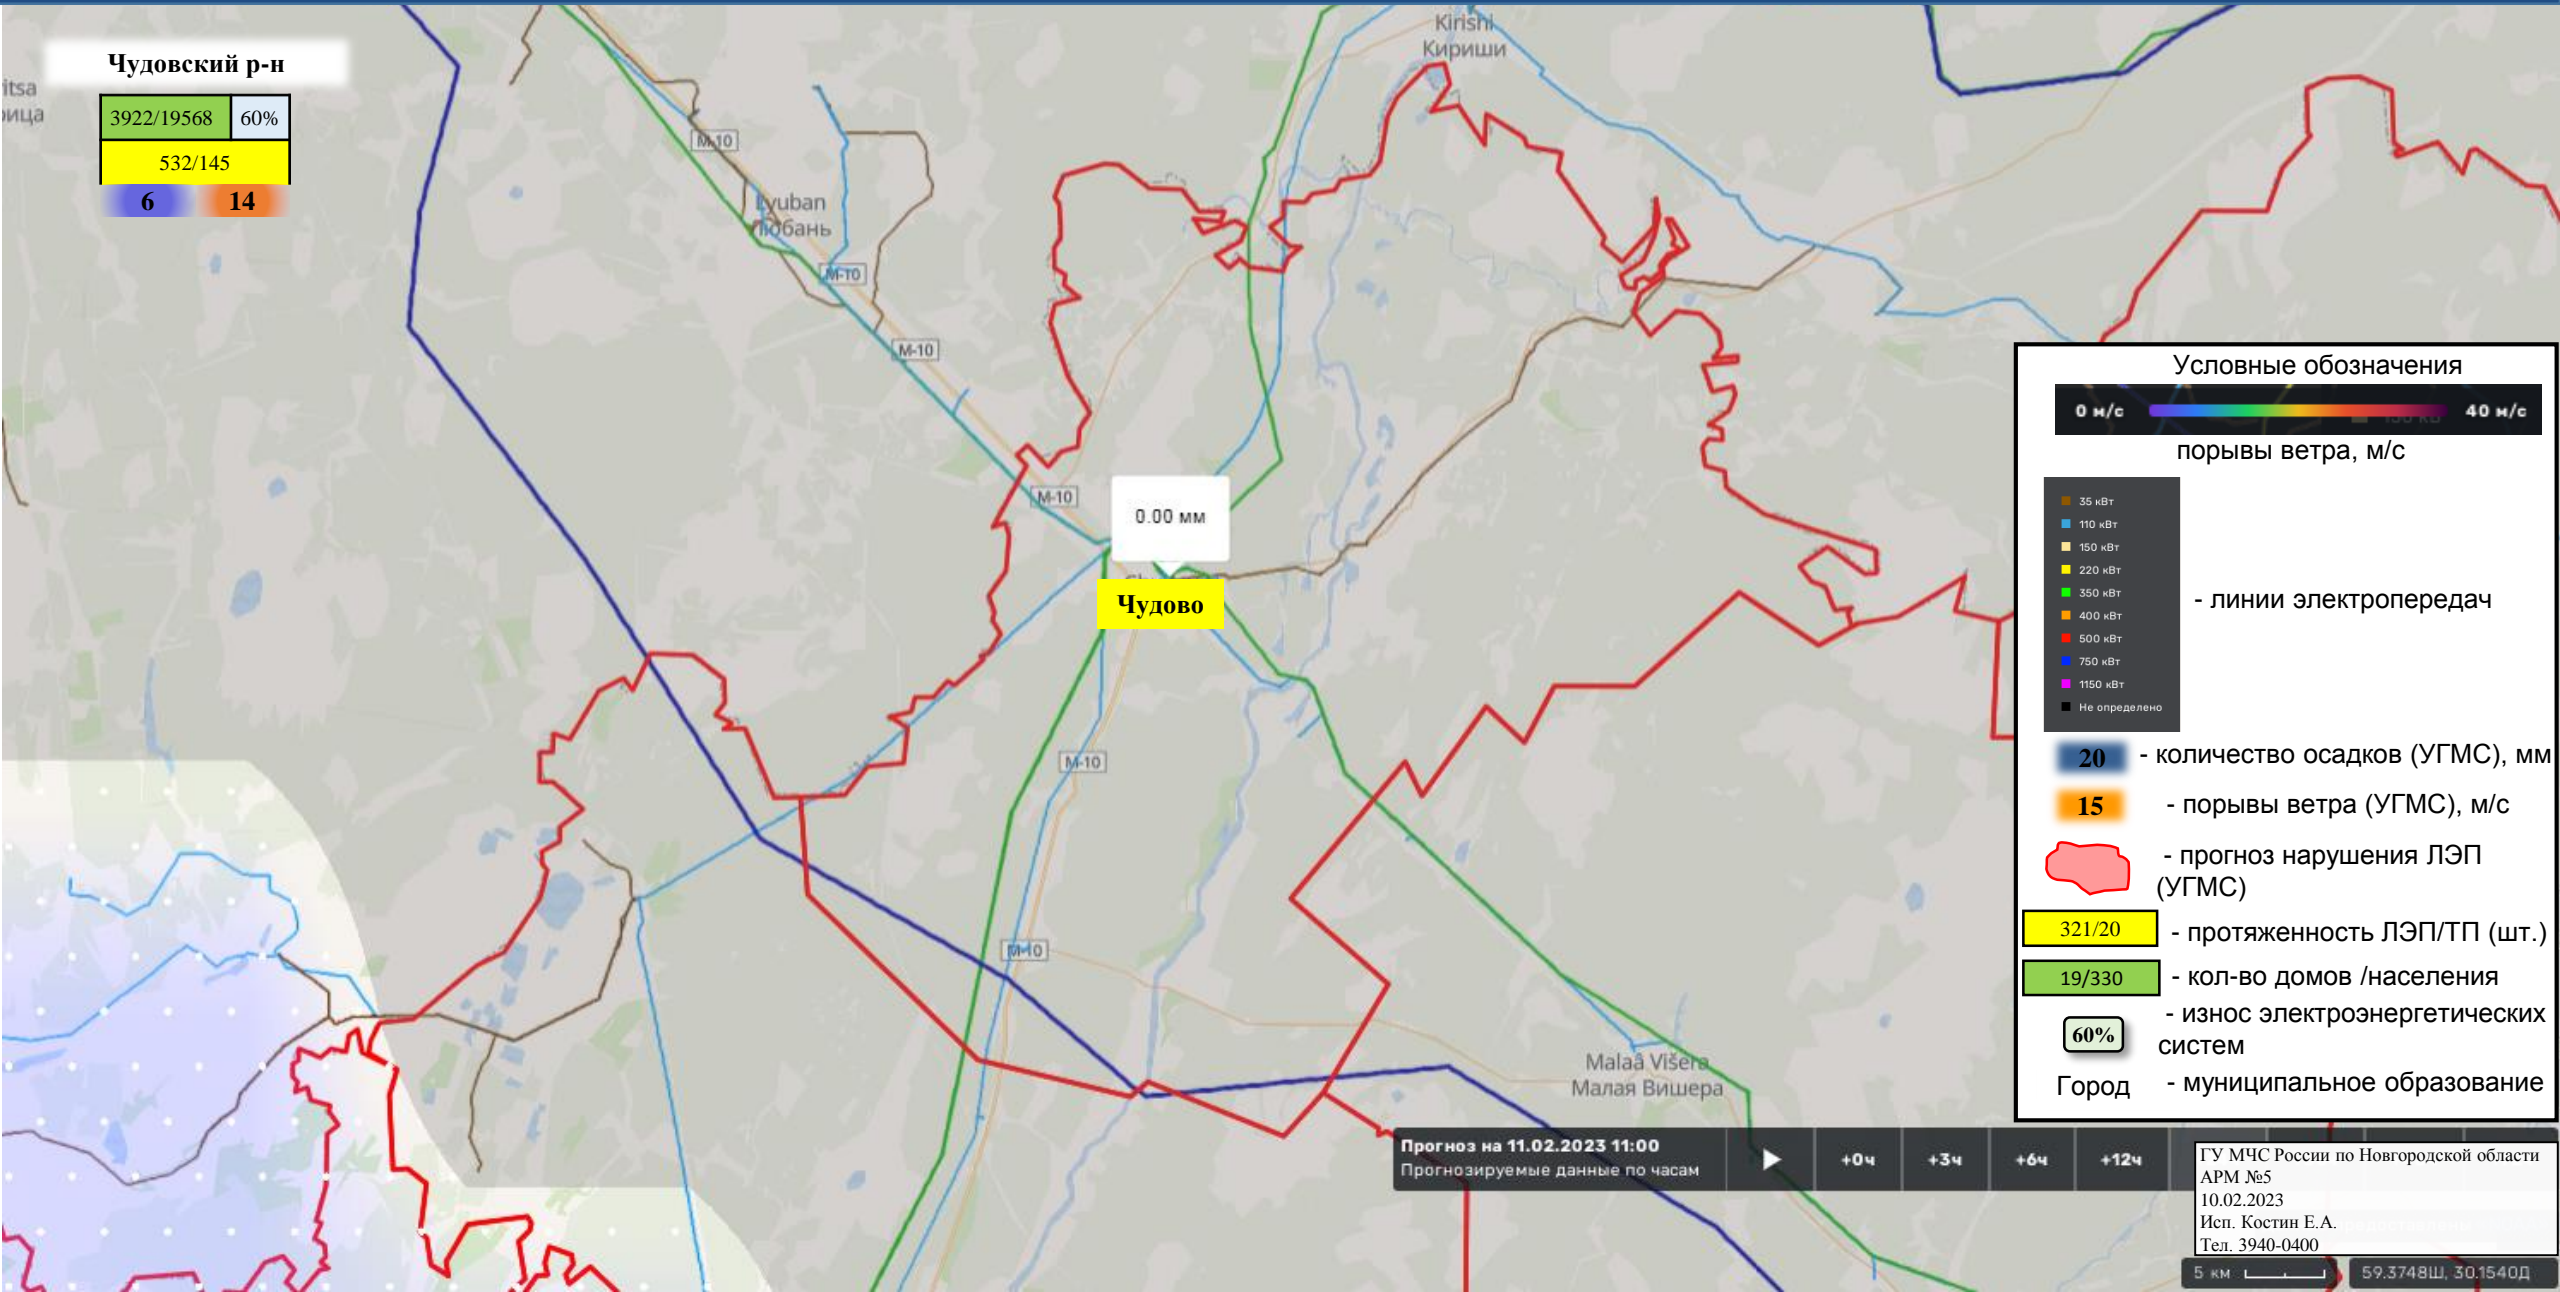 Чудовский р-н
3922/19568 60%
532/145
6 14
itsa
рица
Kirishi
Кириши
M-10
Lyuban
Любань
M-10
M-10
M-10
0.00 мм
Чудово
M-10
M-10
Malaâ Višera
Малая Вишера
Условные обозначения
0 м/с 40 м/с
порывы ветра, м/с
35 кВт
110 кВт
150 кВт
220 кВт
350 кВт
400 кВт
500 кВт
750 кВт
1150 кВт
Не определено
- линии электропередач
20 - количество осадков (УГМС), мм
15 - порывы ветра (УГМС), м/с
- прогноз нарушения ЛЭП
(УГМС)
321/20 - протяженность ЛЭП/ТП (шт.)
19/330 - кол-во домов /населения
60% - износ электроэнергетических
систем
Город - муниципальное образование
Прогноз на 11.02.2023 11:00
Прогнозируемые данные по часам
+0ч +3ч +6ч +12ч
ГУ МЧС России по Новгородской области
АРМ №5
10.02.2023
Исп. Костин Е.А.
Тел. 3940-0400
5 км
59.3748Ш, 30.1540Д